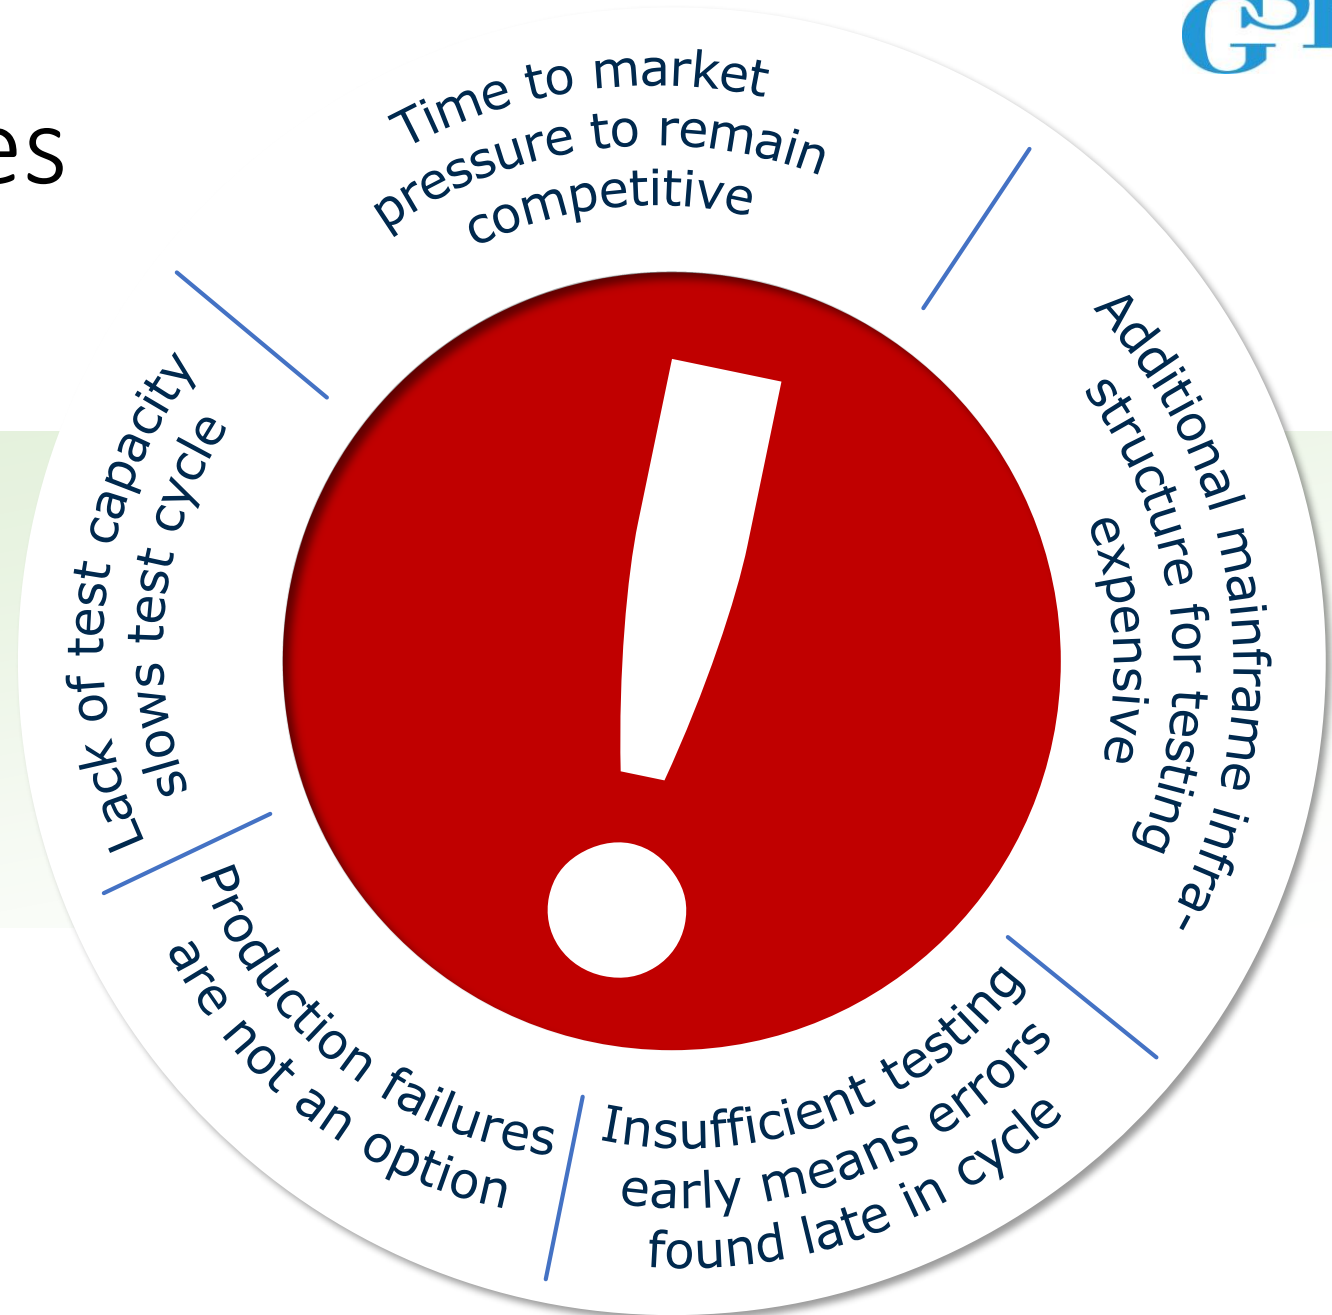 es
Time to market
pressure to remain
competitive
Additional mainframe infra-
structure for testing
expensive
Insufficient testing
early means errors
found late in cycle
Production failures
are not an option
Lack of test capacity
slows test cycle